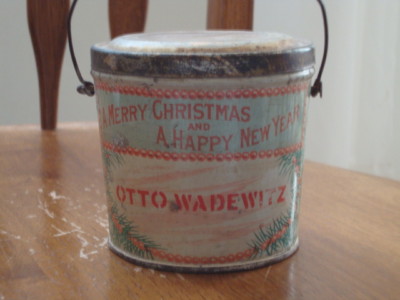 A MERRY CHRISTMAS
AND
A HAPPY NEW YEAR
OTTO WADEWITZ